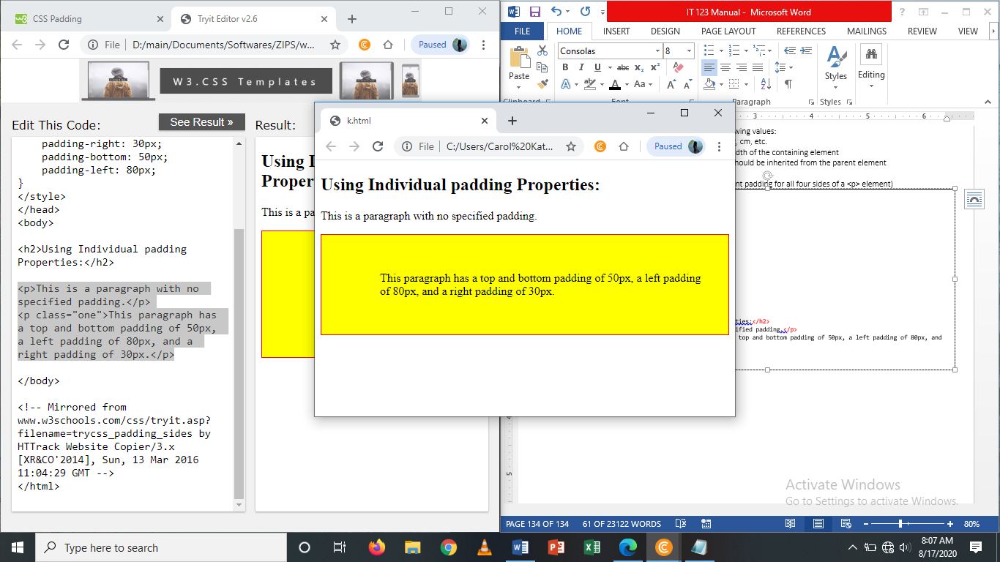 CSS Padding
Tryit Editor v2.6
File
D:/main/Documents/Softwares/ZIPS/w...
Paused
W3.CSS Templates
Edit This Code:
See Result »
Result:
padding-right: 30px;
padding-bottom: 50px;
padding-left: 80px;
}
</style>
</head>
<body>
<h2>Using Individual padding
Properties:</h2>
<p>This is a paragraph with no
specified padding.</p>
<p class="one">This paragraph has
a top and bottom padding of 50px,
a left padding of 80px, and a
right padding of 30px.</p>
</body>
<!-- Mirrored from
www.w3schools.com/css/tryit.asp?
filename=trycss_padding_sides by
HTTrack Website Copier/3.x
[XR&CO'2014], Sun, 13 Mar 2016
11:04:29 GMT -->
</html>
Using I
Propert
This is a pa
k.html
File
C:/Users/Carol%20Kat...
Paused
Using Individual padding Properties:
This is a paragraph with no specified padding.
This paragraph has a top and bottom padding of 50px, a left padding
of 80px, and a right padding of 30px.
IT 123 Manual - Microsoft Word
FILE
HOME
INSERT
DESIGN
PAGE LAYOUT
REFERENCES
MAILINGS
REVIEW
VIEW
Paste
Consolas
8
B I U abc x₂ x²
Aa
Styles
Editing
Clipboard
Font
Paragraph
Styles
3 4 5 6
wing values:
, cm, etc.
dth of the containing element
hould be inherited from the parent element
nt padding for all four sides of a <p> element)
ties:</h2>
ified padding.</p>
top and bottom padding of 50px, a left padding of 80px, and
5
Activate Windows
Go to Settings to activate Windows.
PAGE 134 OF 134
61 OF 23122 WORDS
80%
Type here to search
8:07 AM
8/17/2020